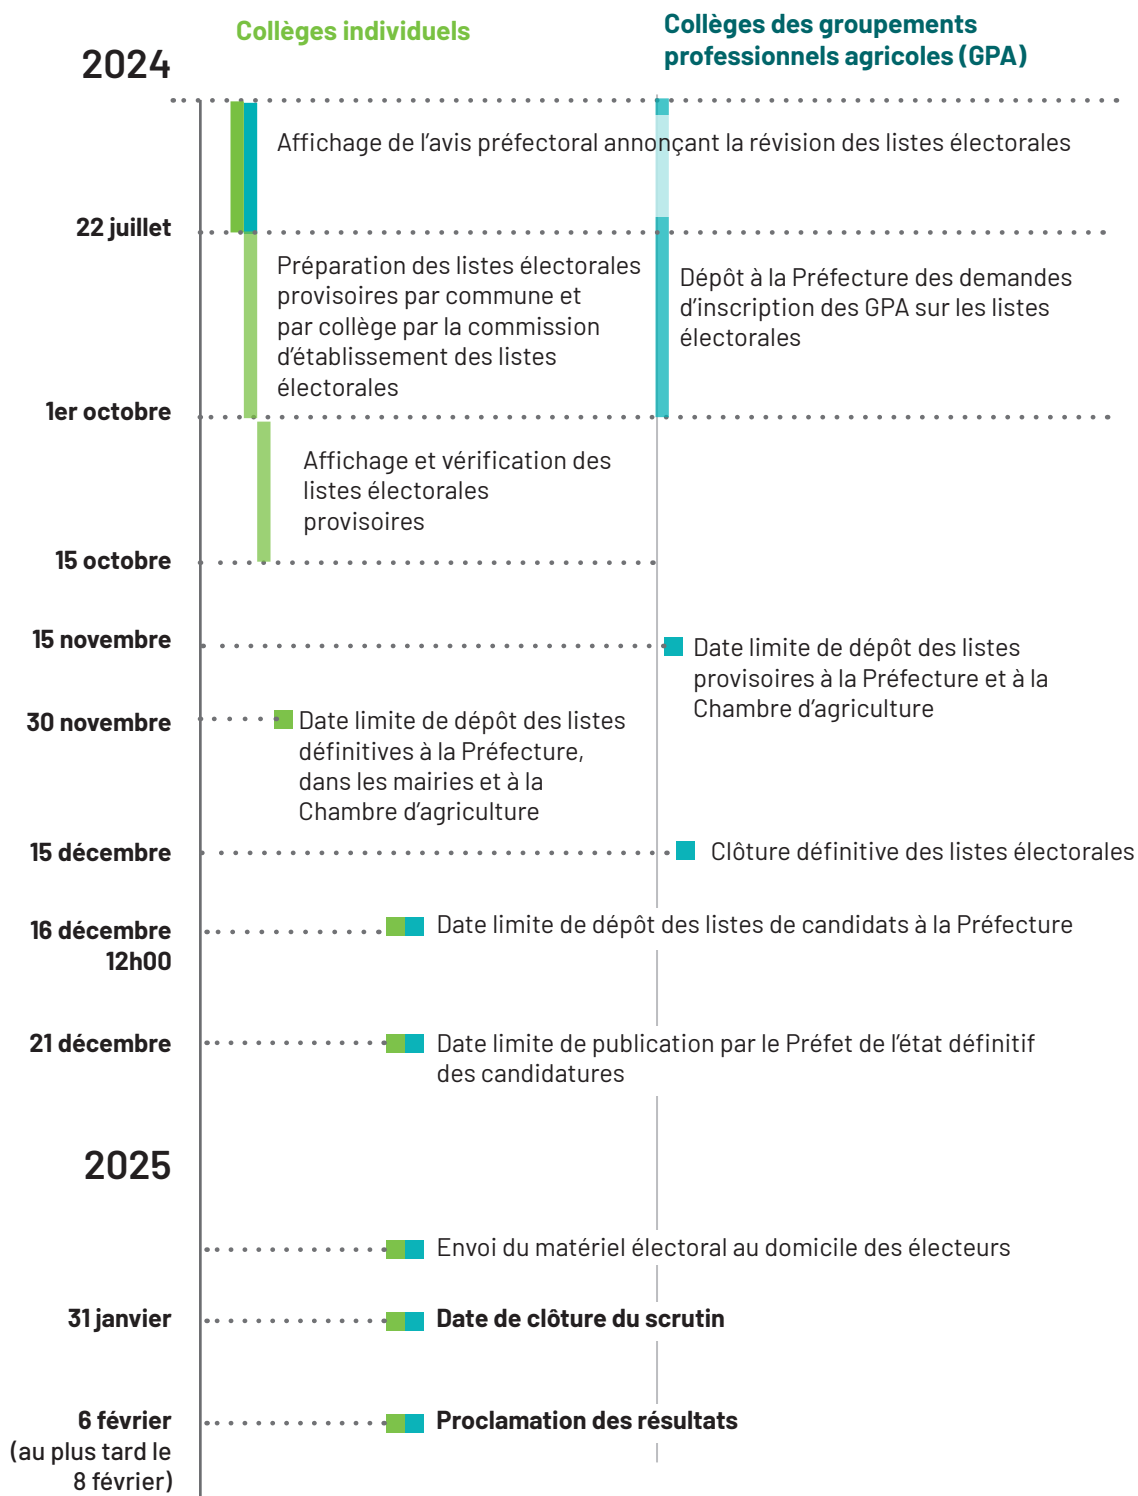 Collèges individuels
Collèges des groupements
professionnels agricoles (GPA)
2024
Affichage de l'avis préfectoral annonçant la révision des listes électorales
22 juillet
Préparation des listes électorales
provisoires par commune et
par collège par la commission
d'établissement des listes
électorales
Dépôt à la Préfecture des demandes
d'inscription des GPA sur les listes
électorales
1er octobre
Affichage et vérification des
listes électorales
provisoires
15 octobre
15 novembre
Date limite de dépôt des listes
provisoires à la Préfecture et à la
Chambre d'agriculture
30 novembre
Date limite de dépôt des listes
définitives à la Préfecture,
dans les mairies et à la
Chambre d'agriculture
15 décembre
Clôture définitive des listes électorales
16 décembre
12h00
Date limite de dépôt des listes de candidats à la Préfecture
21 décembre
Date limite de publication par le Préfet de l'état définitif
des candidatures
2025
Envoi du matériel électoral au domicile des électeurs
31 janvier
Date de clôture du scrutin
6 février
(au plus tard le
8 février)
Proclamation des résultats